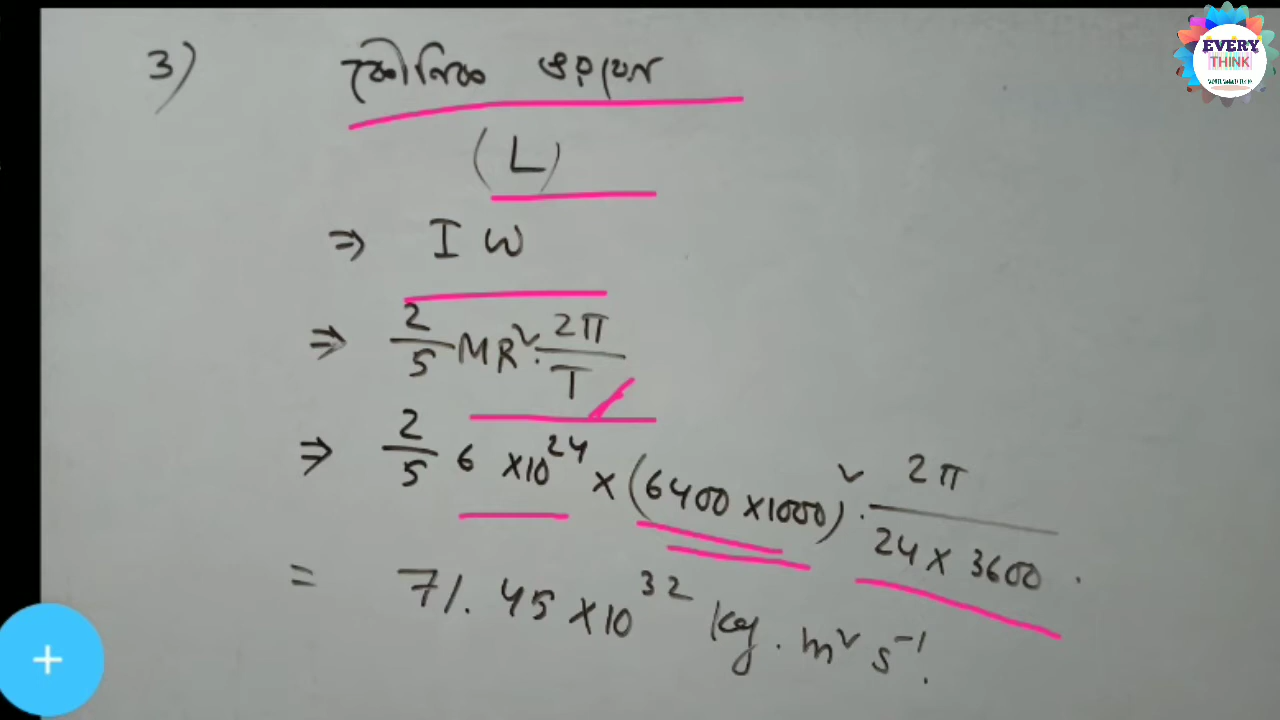 3) কৌনিক ভরবেগ
(L)
⇒ I ω
⇒ 2/5 MR² · 2π/T
⇒ 2/5 6 ×10²⁴ × (6400 ×1000)² · 2π/24 × 3600 .
= 71.45 ×10³² kg . m² s⁻¹.
EVERY
THINK